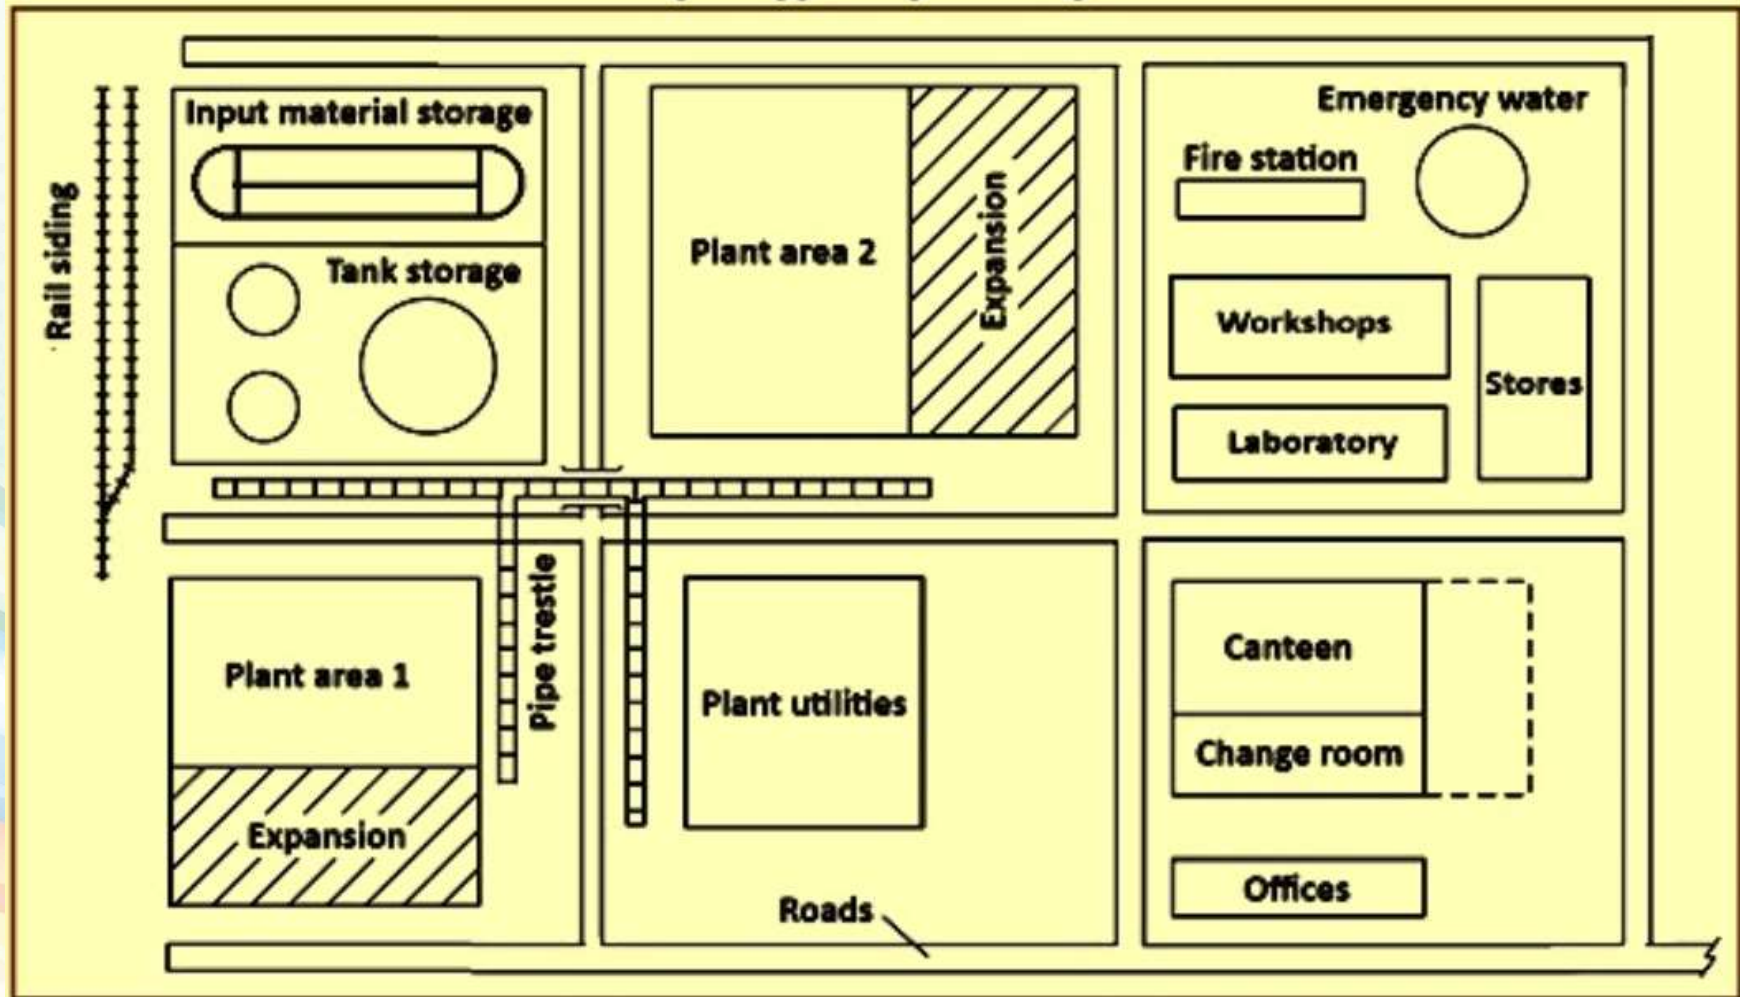 Input material storage
Rail siding
Tank storage
Plant area 2
Expansion
Emergency water
Fire station
Workshops
Stores
Laboratory
Plant area 1
Expansion
Pipe trestle
Plant utilities
Roads
Canteen
Change room
Offices